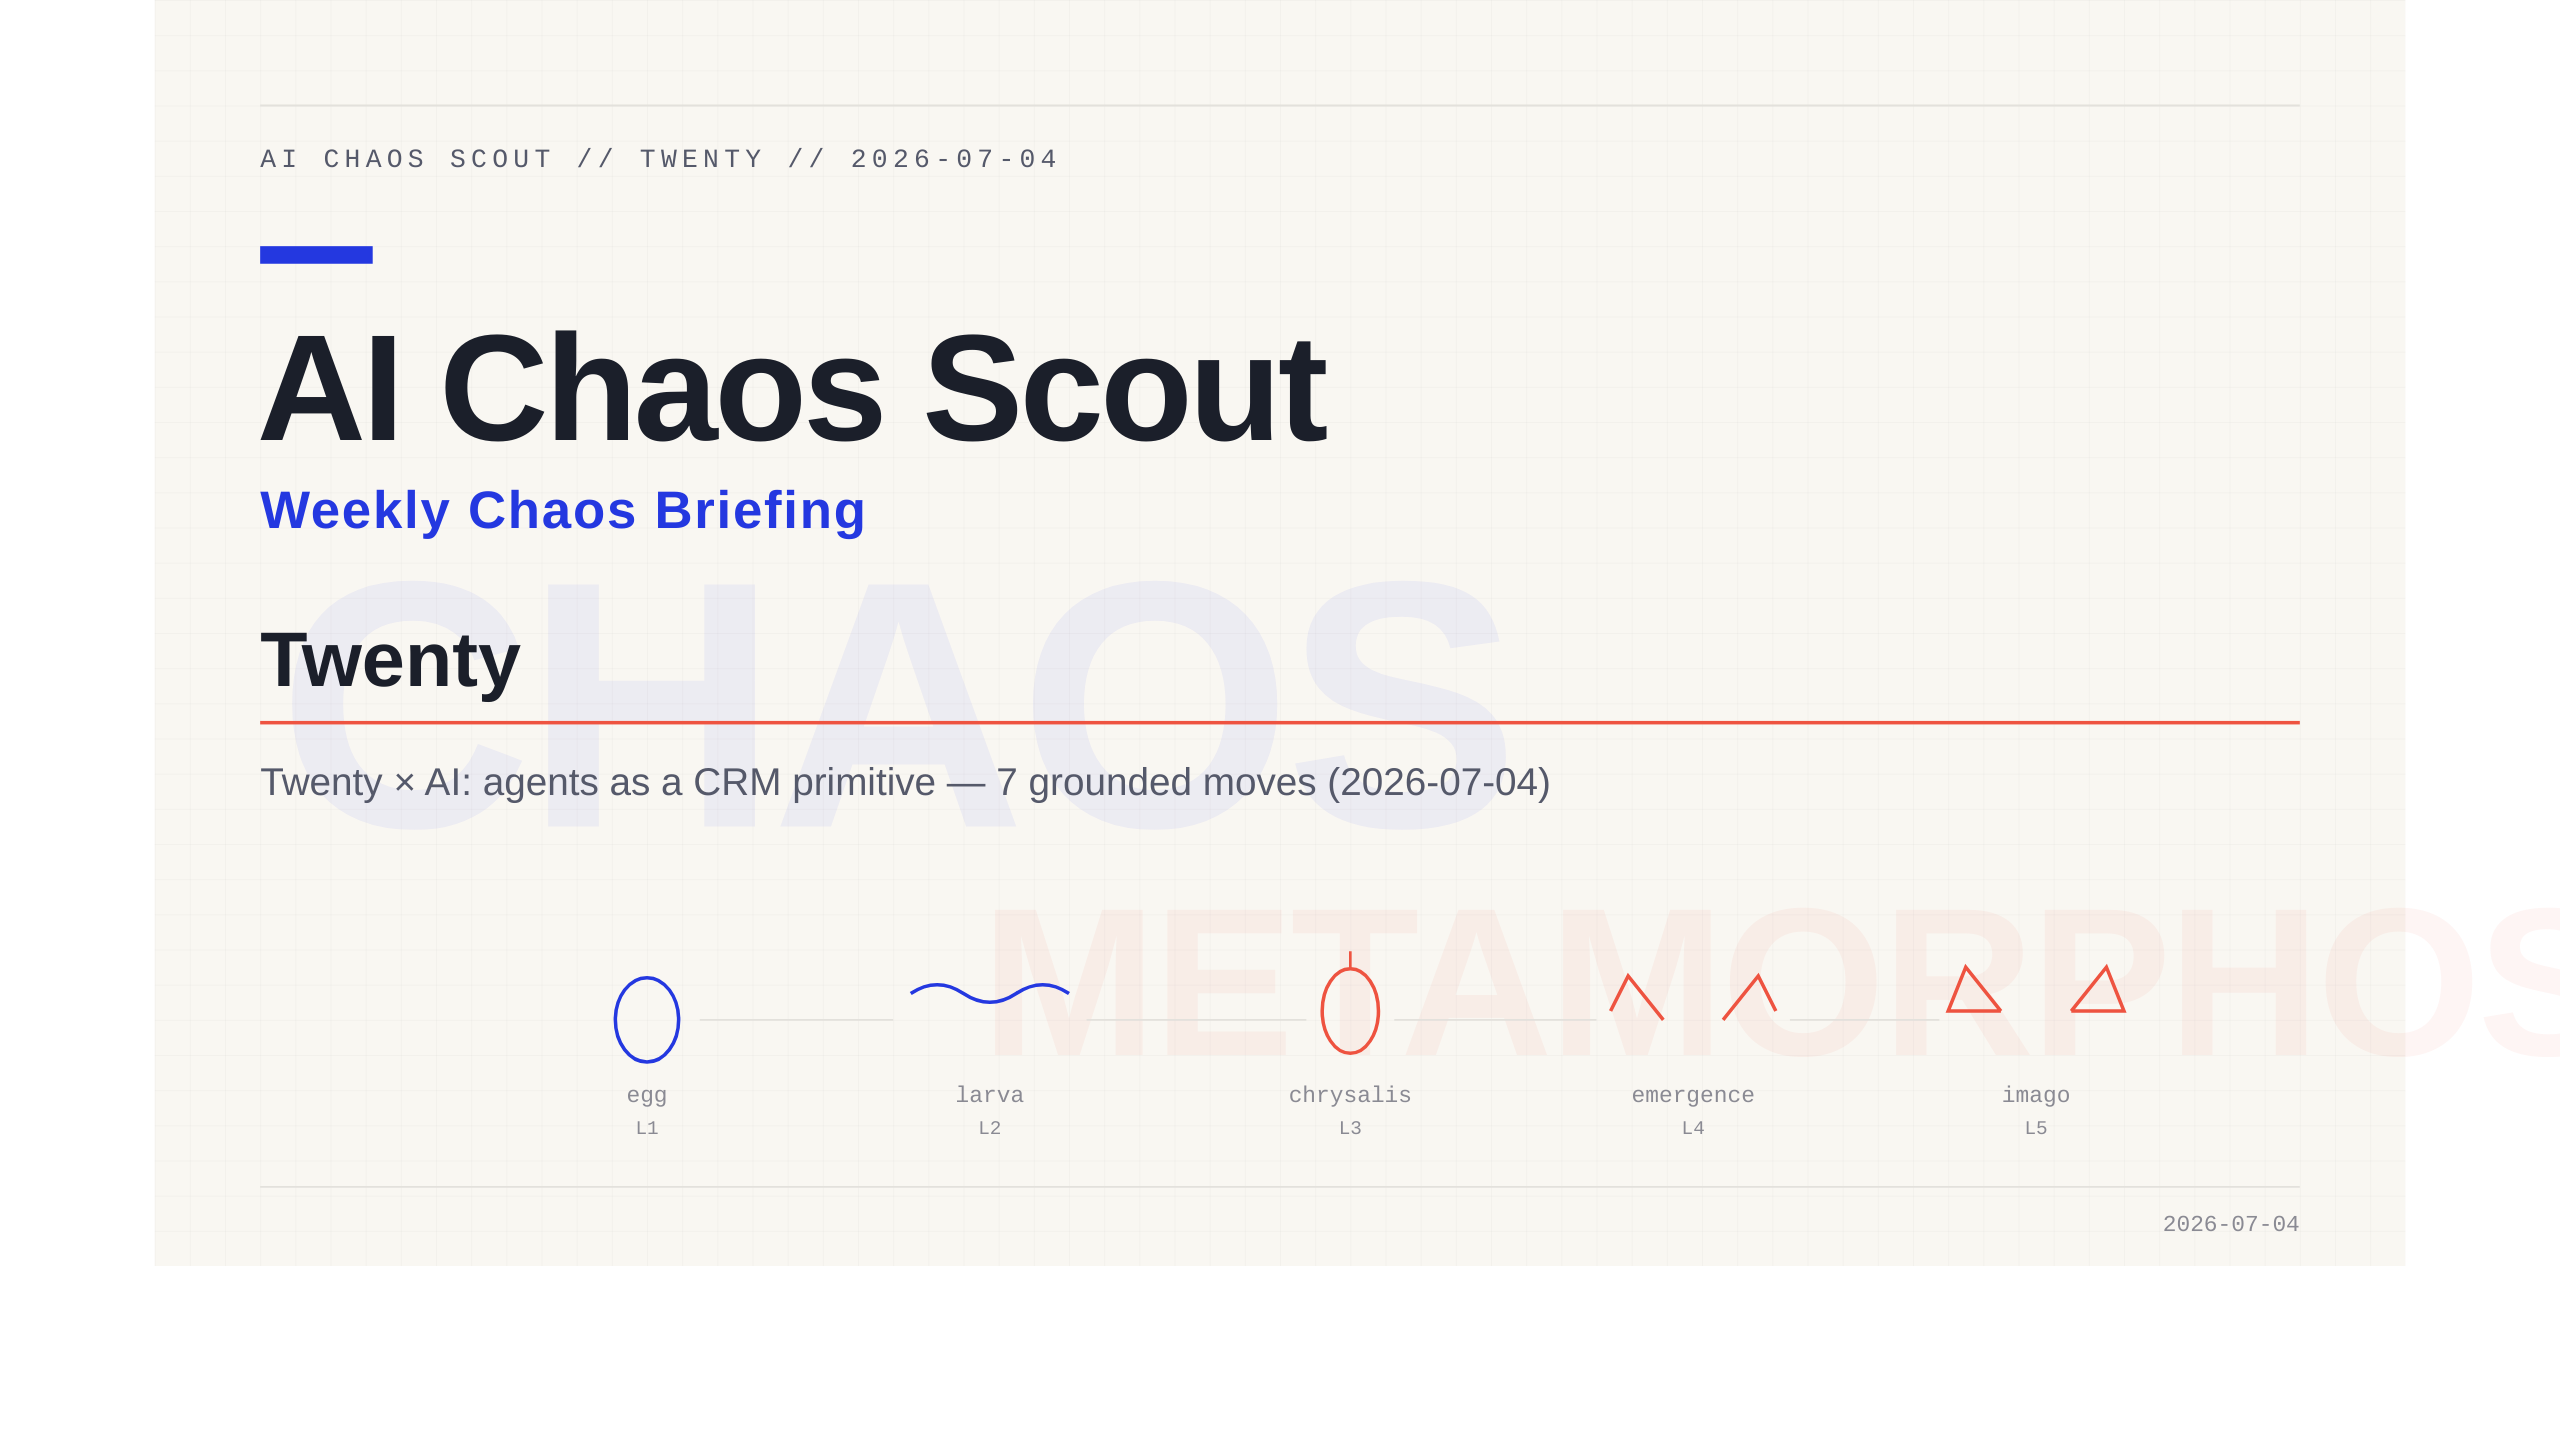 AI CHAOS SCOUT // TWENTY // 2026-07-04
AI Chaos Scout
Weekly Chaos Briefing
CHAOS
Twenty
Twenty × AI: agents as a CRM primitive — 7 grounded moves (2026-07-04)
METAMORPHOS
egg
L1
larva
L2
chrysalis
L3
emergence
L4
imago
L5
2026-07-04